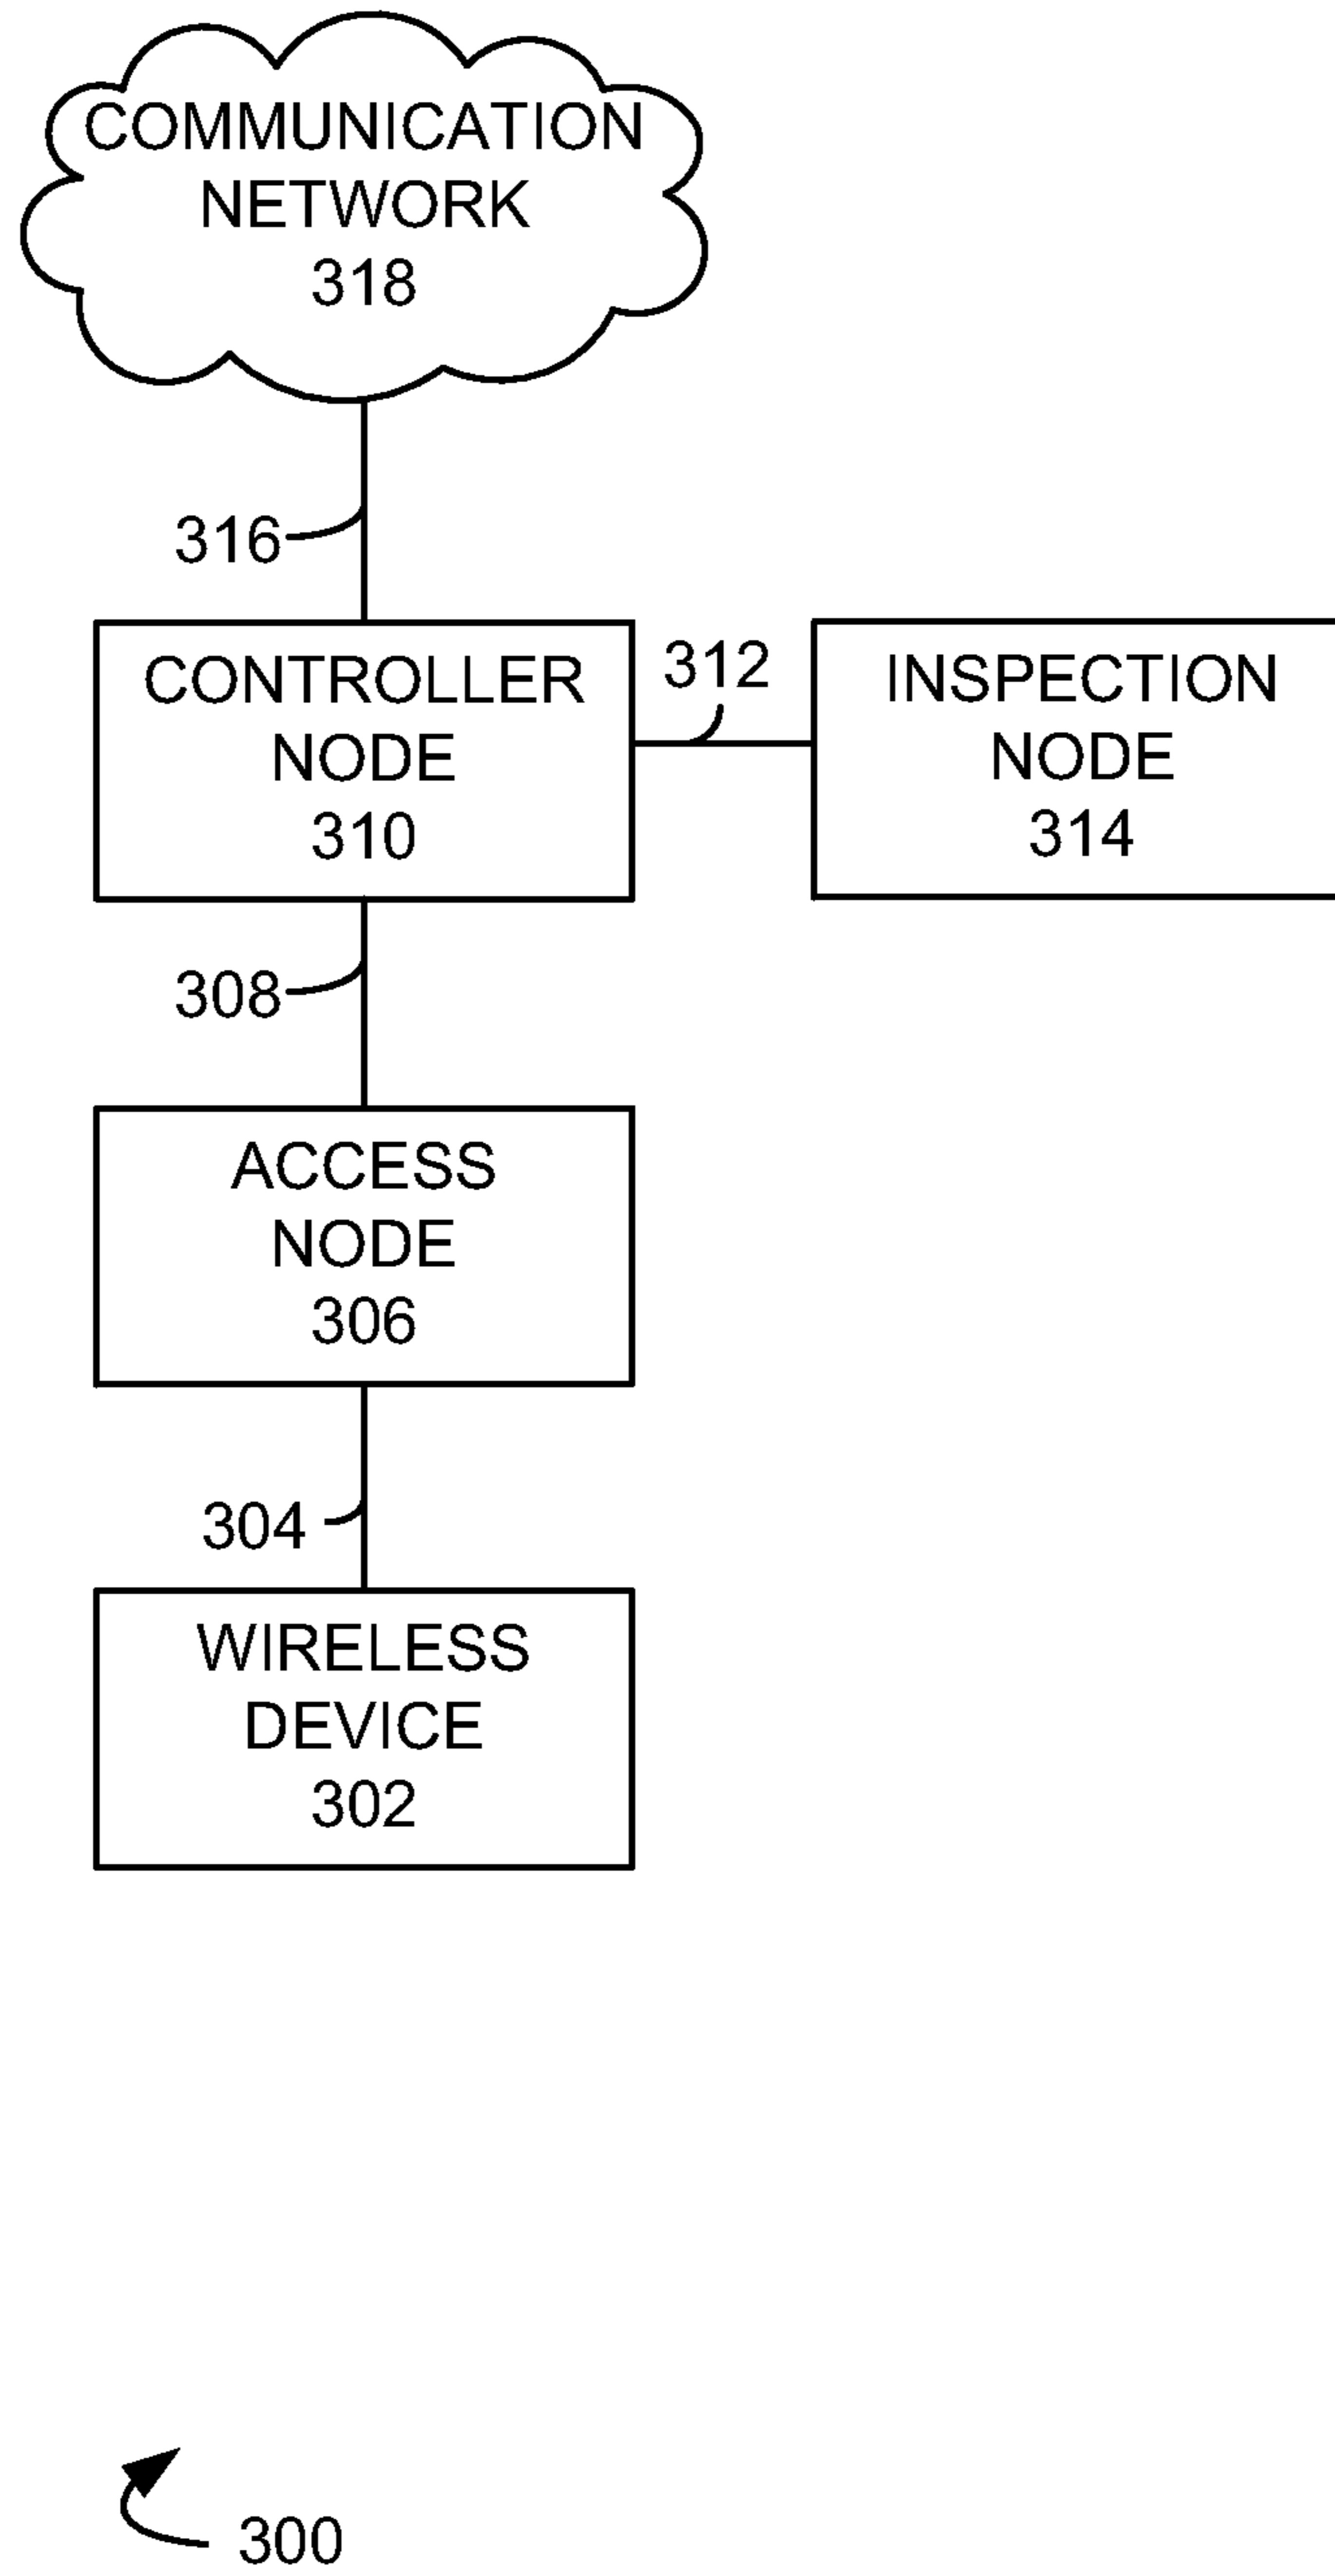 COMMUNICATION
NETWORK
318
316
CONTROLLER
NODE
310
312
INSPECTION
NODE
314
308
ACCESS
NODE
306
304
WIRELESS
DEVICE
302
300